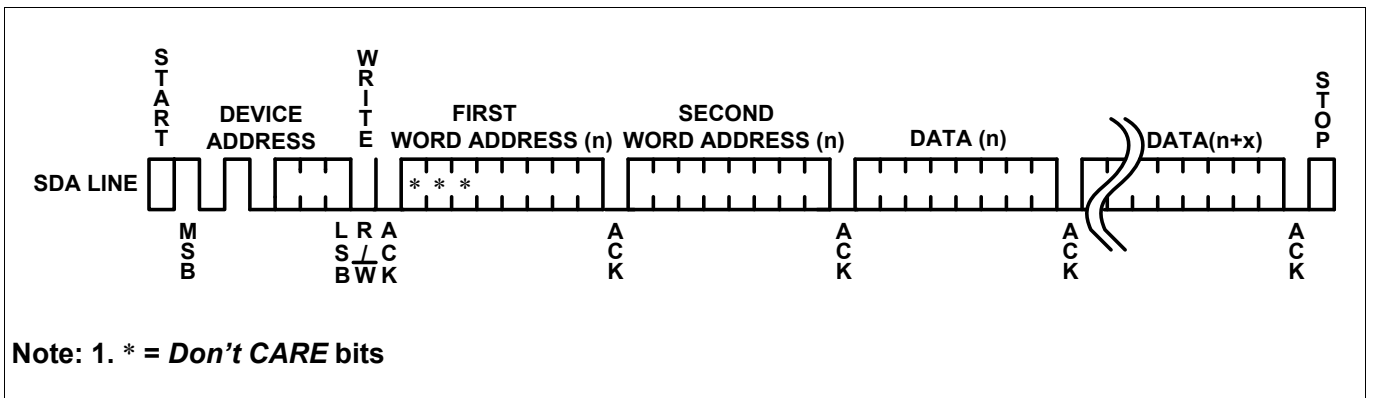 START
WRITE
STOP
DEVICE
ADDRESS
FIRST
WORD ADDRESS (n)
SECOND
WORD ADDRESS (n)
DATA (n)
DATA(n+x)
SDA LINE
* * *
MSB
LSB
R/W
ACK
ACK
ACK
ACK
ACK
Note: 1. * = Don't CARE bits